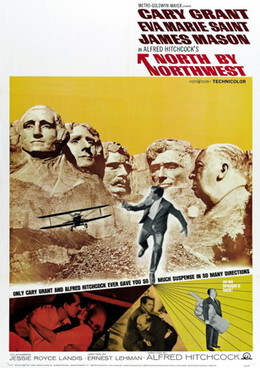 METRO-GOLDWYN-MAYER presents
CARY GRANT
EVA MARIE SAINT
JAMES MASON
IN ALFRED HITCHCOCK'S
NORTH BY
NORTHWEST
TECHNICOLOR
ONLY CARY GRANT AND ALFRED HITCHCOCK EVER GAVE YOU SO MUCH SUSPENSE IN SO MANY DIRECTIONS
JESSIE ROYCE LANDIS
ERNEST LEHMAN
ALFRED HITCHCOCK